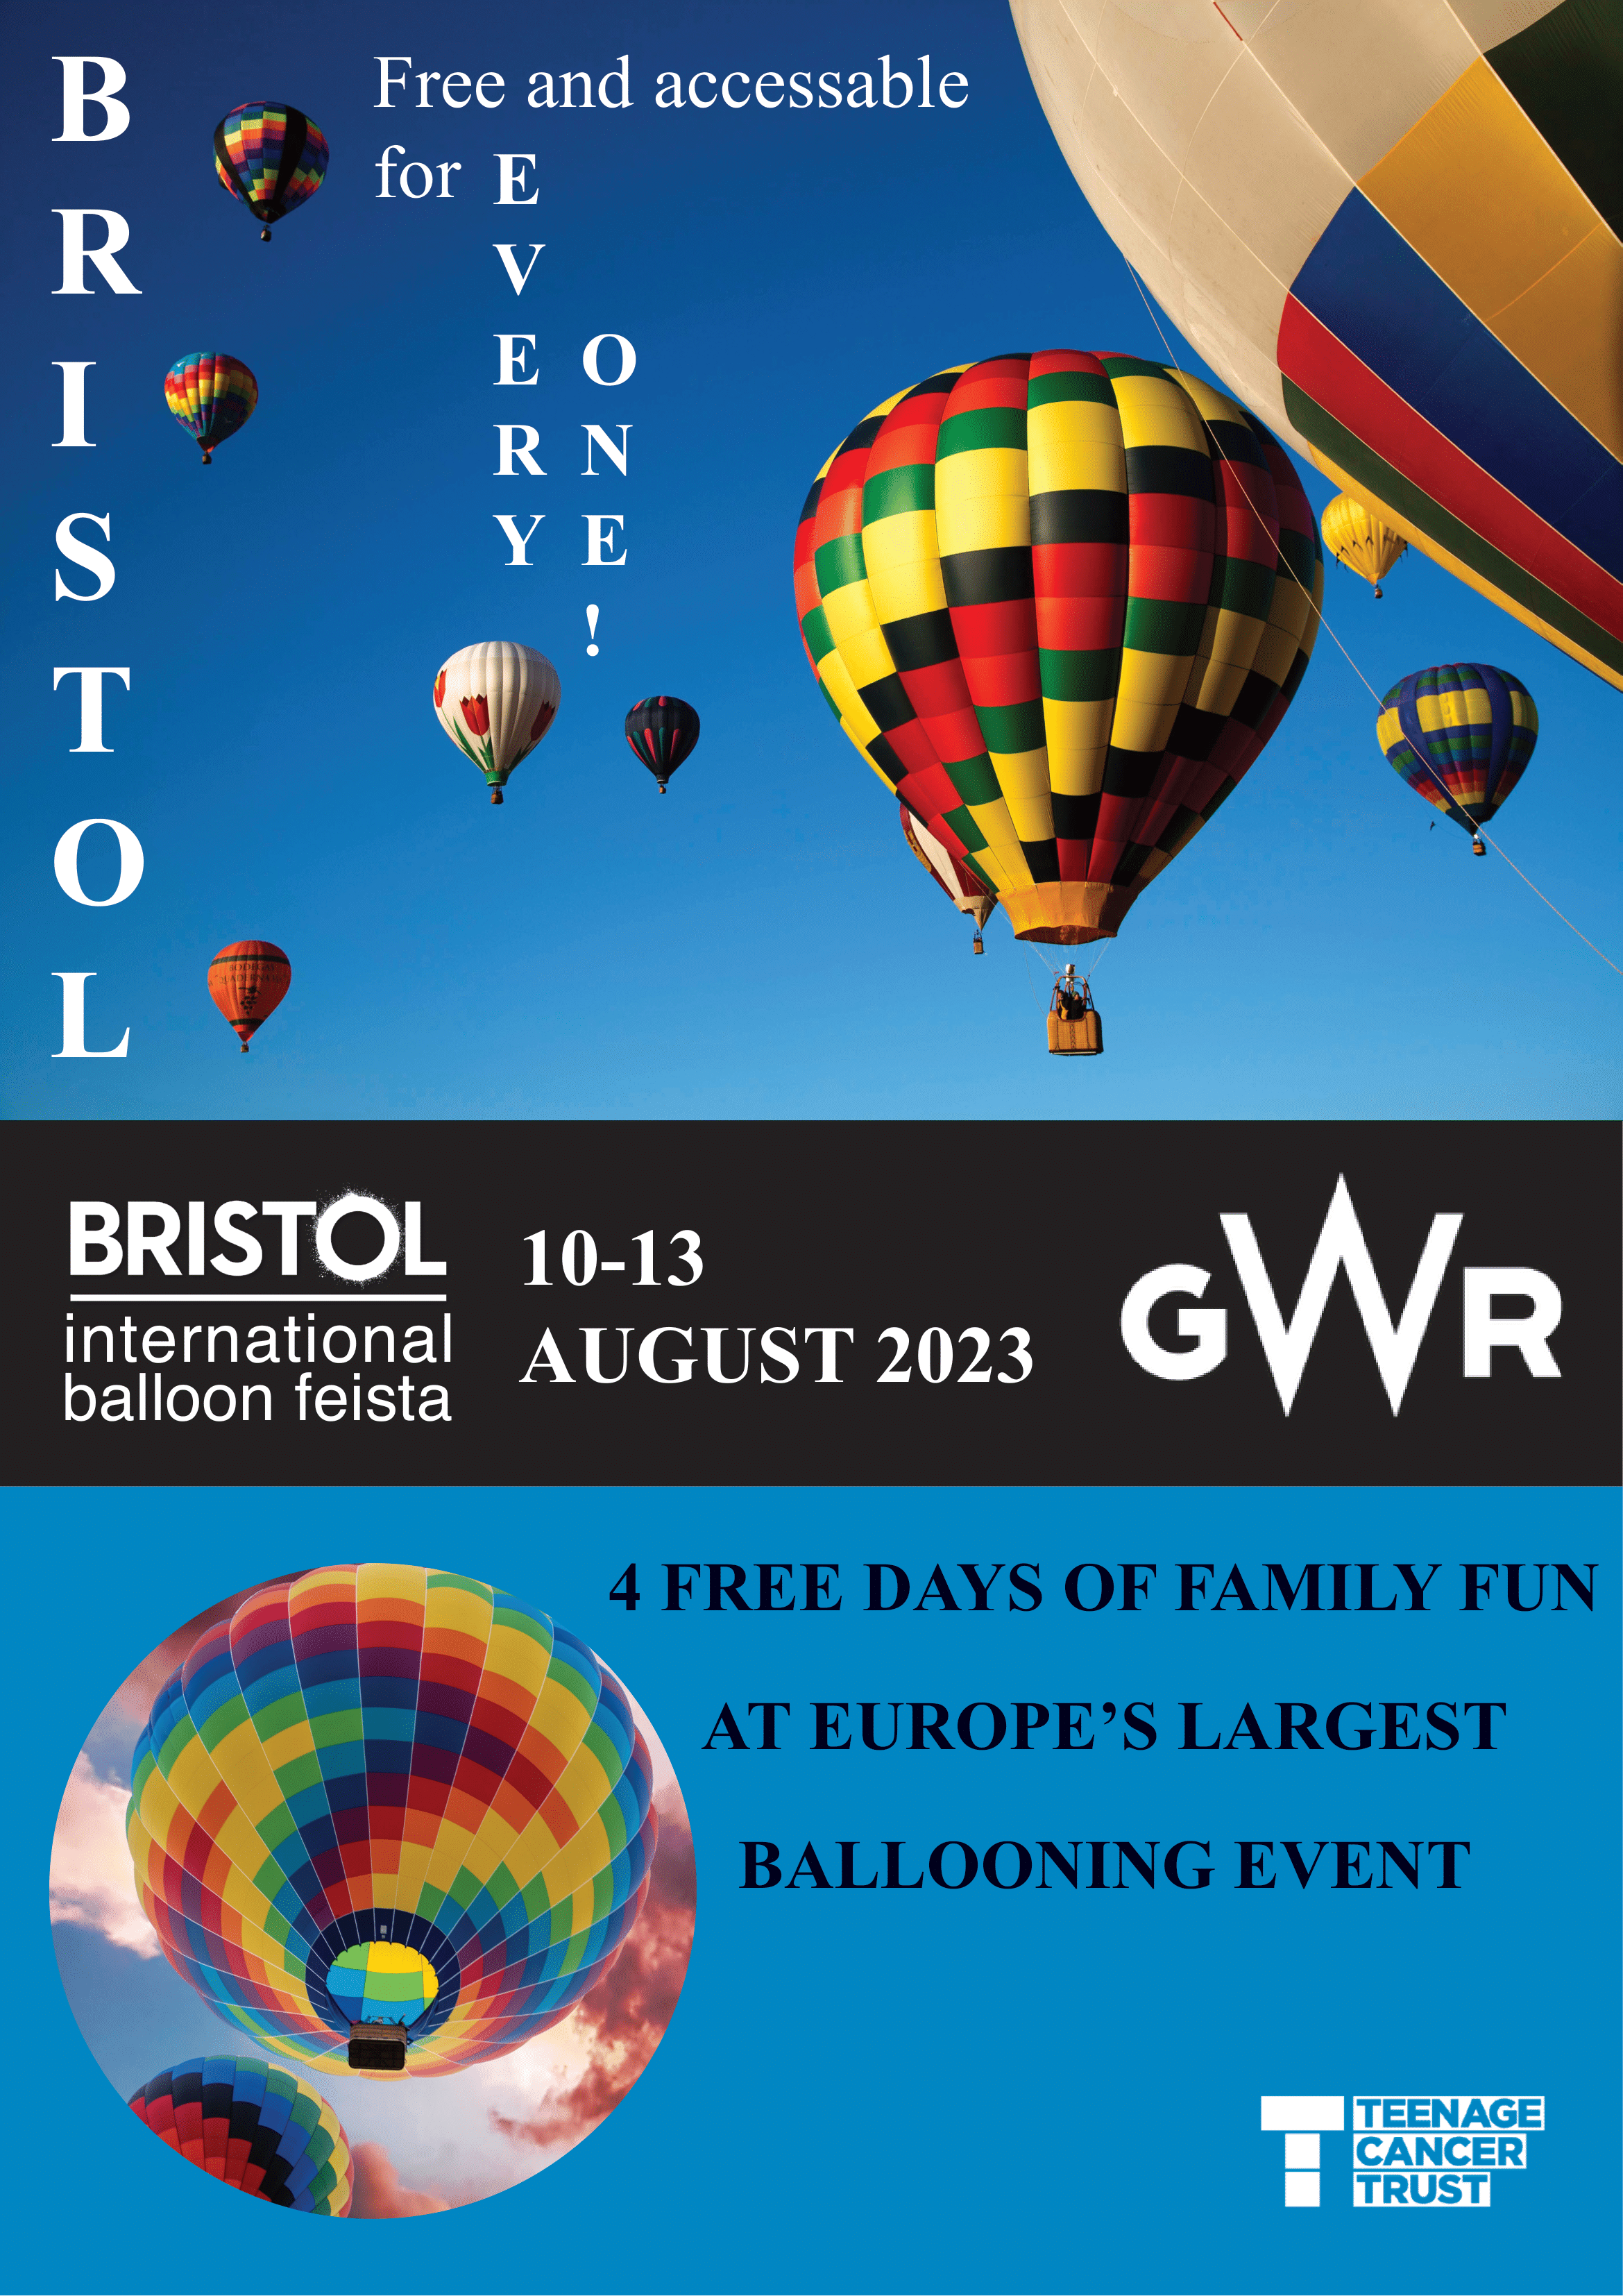 BRISTOL
Free and accessable
for EVERY
ONE!
BODEGAS
BRISTOL
international
balloon feista
10-13
AUGUST 2023
GWR
4 FREE DAYS OF FAMILY FUN
AT EUROPE’S LARGEST
BALLOONING EVENT
TEENAGE
CANCER
TRUST